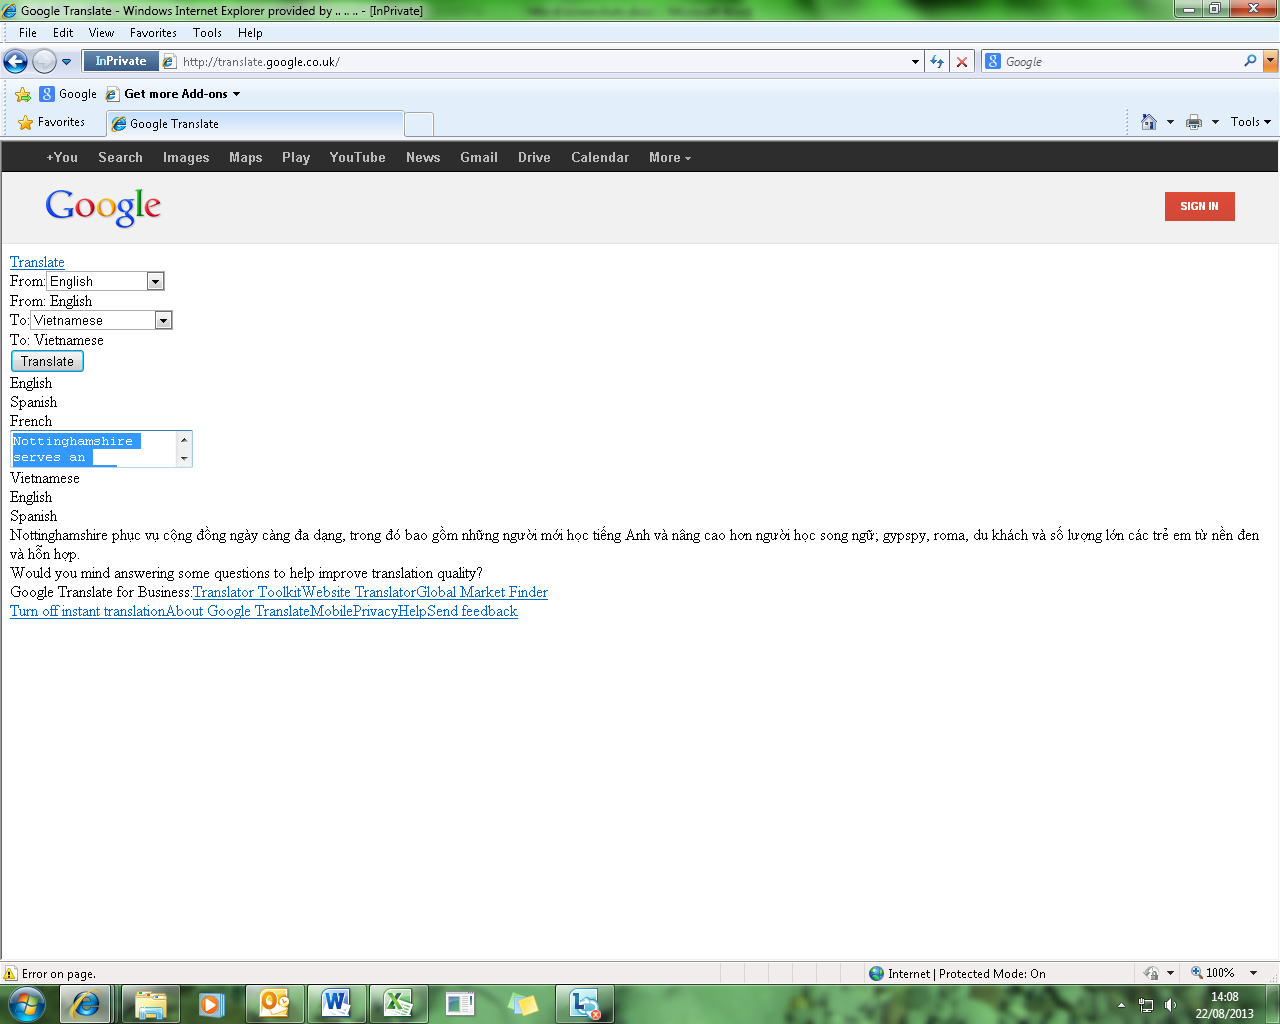 Google Translate - Windows Internet Explorer provided by .. .. .. - [InPrivate]
File Edit View Favorites Tools Help
InPrivate http://translate.google.co.uk/ Google
Google Get more Add-ons
Favorites Google Translate Tools
+You Search Images Maps Play YouTube News Gmail Drive Calendar More
Google SIGN IN
Translate
From: English
From: English
To: Vietnamese
To: Vietnamese
Translate
English
Spanish
French
Nottinghamshire
serves an
Vietnamese
English
Spanish
Nottinghamshire phục vụ cộng đồng ngày càng đa dạng, trong đó bao gồm những người mới học tiếng Anh và nâng cao hơn người học song ngữ; gypspy, roma, du khách và số lượng lớn các trẻ em từ nền đen
và hỗn hợp.
Would you mind answering some questions to help improve translation quality?
Google Translate for Business:Translator ToolkitWebsite TranslatorGlobal Market Finder
Turn off instant translationAbout Google TranslateMobilePrivacyHelpSend feedback
Error on page. Internet | Protected Mode: On 100%
14:08
22/08/2013